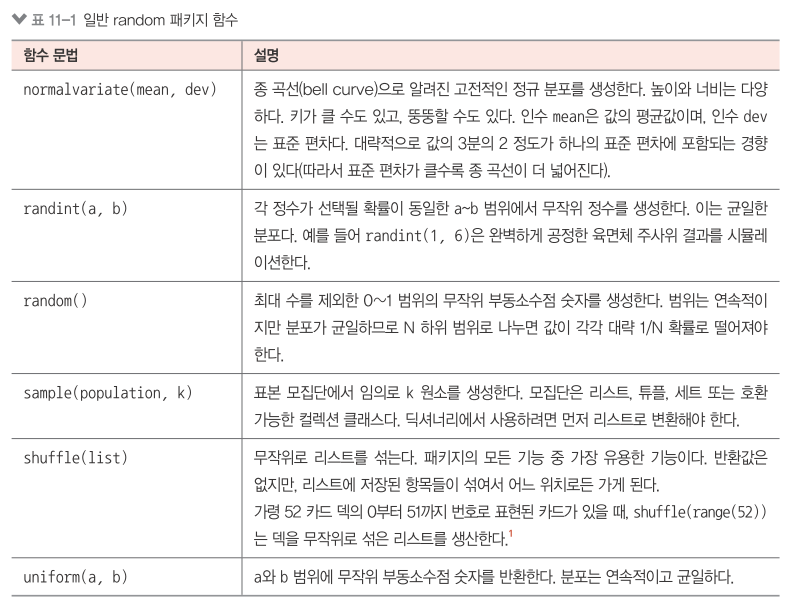 표 11-1 일반 random 패키지 함수
함수 문법
설명
normalvariate(mean, dev)
종 곡선(bell curve)으로 알려진 고전적인 정규 분포를 생성한다. 높이와 너비는 다양
하다. 키가 클 수도 있고, 뚱뚱할 수도 있다. 인수 mean은 값의 평균값이며, 인수 dev
는 표준 편차다. 대략적으로 값의 3분의 2 정도가 하나의 표준 편차에 포함되는 경향
이 있다(따라서 표준 편차가 클수록 종 곡선이 더 넓어진다).
randint(a, b)
각 정수가 선택될 확률이 동일한 a~b 범위에서 무작위 정수를 생성한다. 이는 균일한
분포다. 예를 들어 randint(1, 6)은 완벽하게 공정한 육면체 주사위 결과를 시뮬레
이션한다.
random()
최대 수를 제외한 0~1 범위의 무작위 부동소수점 숫자를 생성한다. 범위는 연속적이
지만 분포가 균일하므로 N 하위 범위로 나누면 값이 각각 대략 1/N 확률로 떨어져야
한다.
sample(population, k)
표본 모집단에서 임의로 k 원소를 생성한다. 모집단은 리스트, 튜플, 세트 또는 호환
가능한 컬렉션 클래스다. 딕셔너리에서 사용하려면 먼저 리스트로 변환해야 한다.
shuffle(list)
무작위로 리스트를 섞는다. 패키지의 모든 기능 중 가장 유용한 기능이다. 반환값은
없지만, 리스트에 저장된 항목들이 섞여서 어느 위치로든 가게 된다.
가령 52 카드 덱의 0부터 51까지 번호로 표현된 카드가 있을 때, shuffle(range(52))
는 덱을 무작위로 섞은 리스트를 생산한다.1
uniform(a, b)
a와 b 범위에 무작위 부동소수점 숫자를 반환한다. 분포는 연속적이고 균일하다.